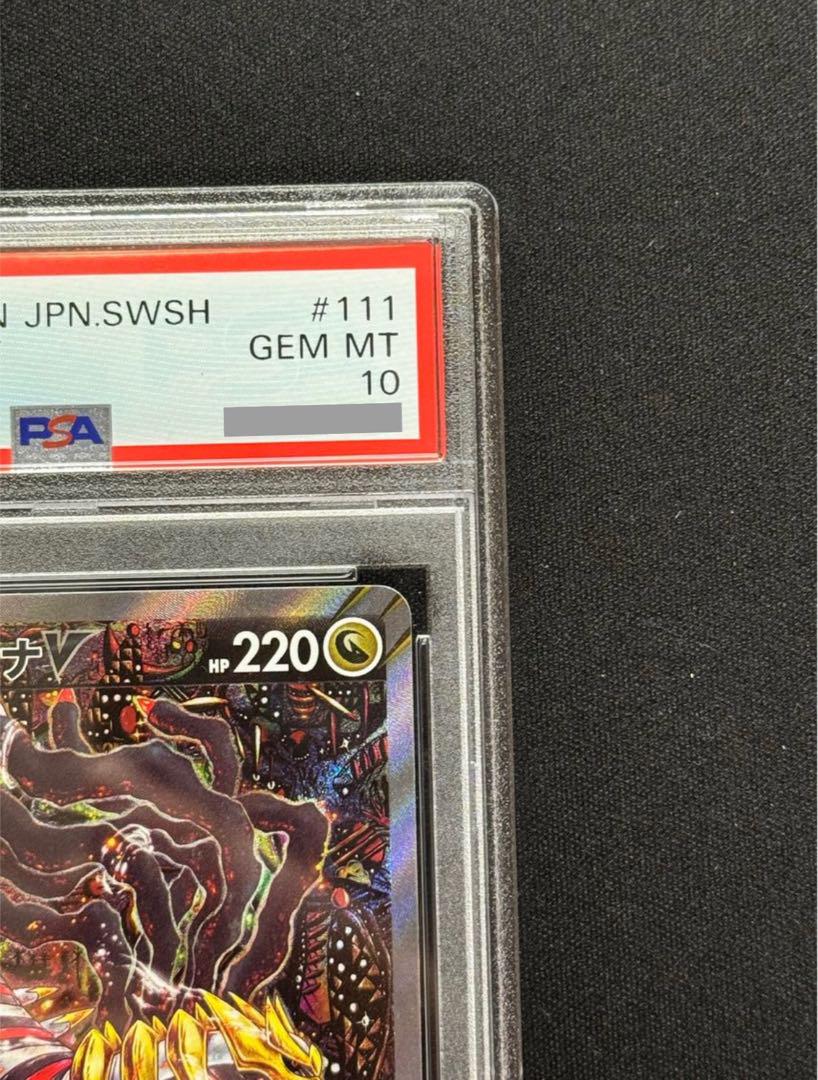 N JPN.SWSH #111
GEM MT
10
PSA
ナV HP 220